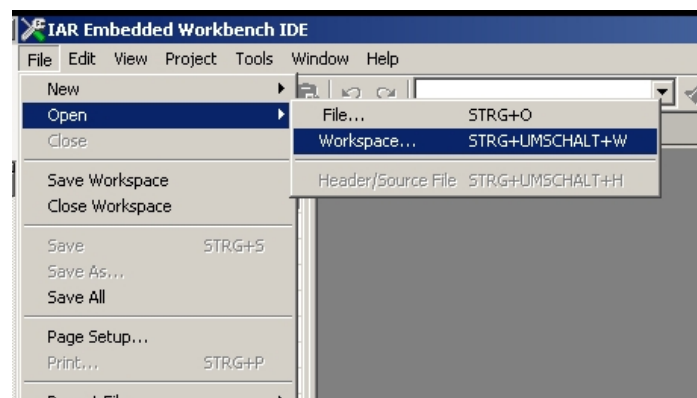 IAR Embedded Workbench IDE
File Edit View Project Tools Window Help
New
Open
File... STRG+O
Close
Workspace... STRG+UMSCHALT+W
Save Workspace
Header/Source File STRG+UMSCHALT+H
Close Workspace
Save STRG+S
Save As...
Save All
Page Setup...
Print... STRG+P